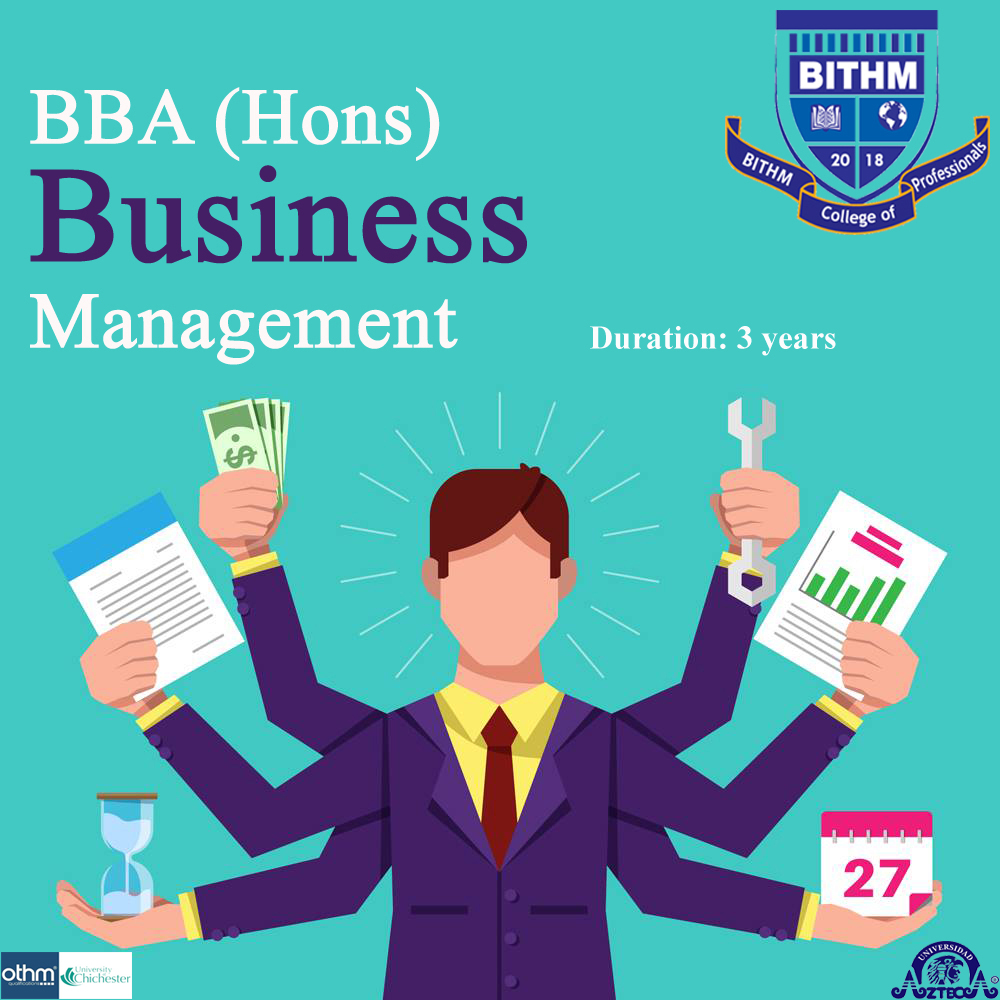 BBA (Hons)
Business
Management
Duration: 3 years
BITHM
20 18
BITHM College of Professionals
$
27
othm
qualifications
University
Chichester
UNIVERSIDAD
AZTECA